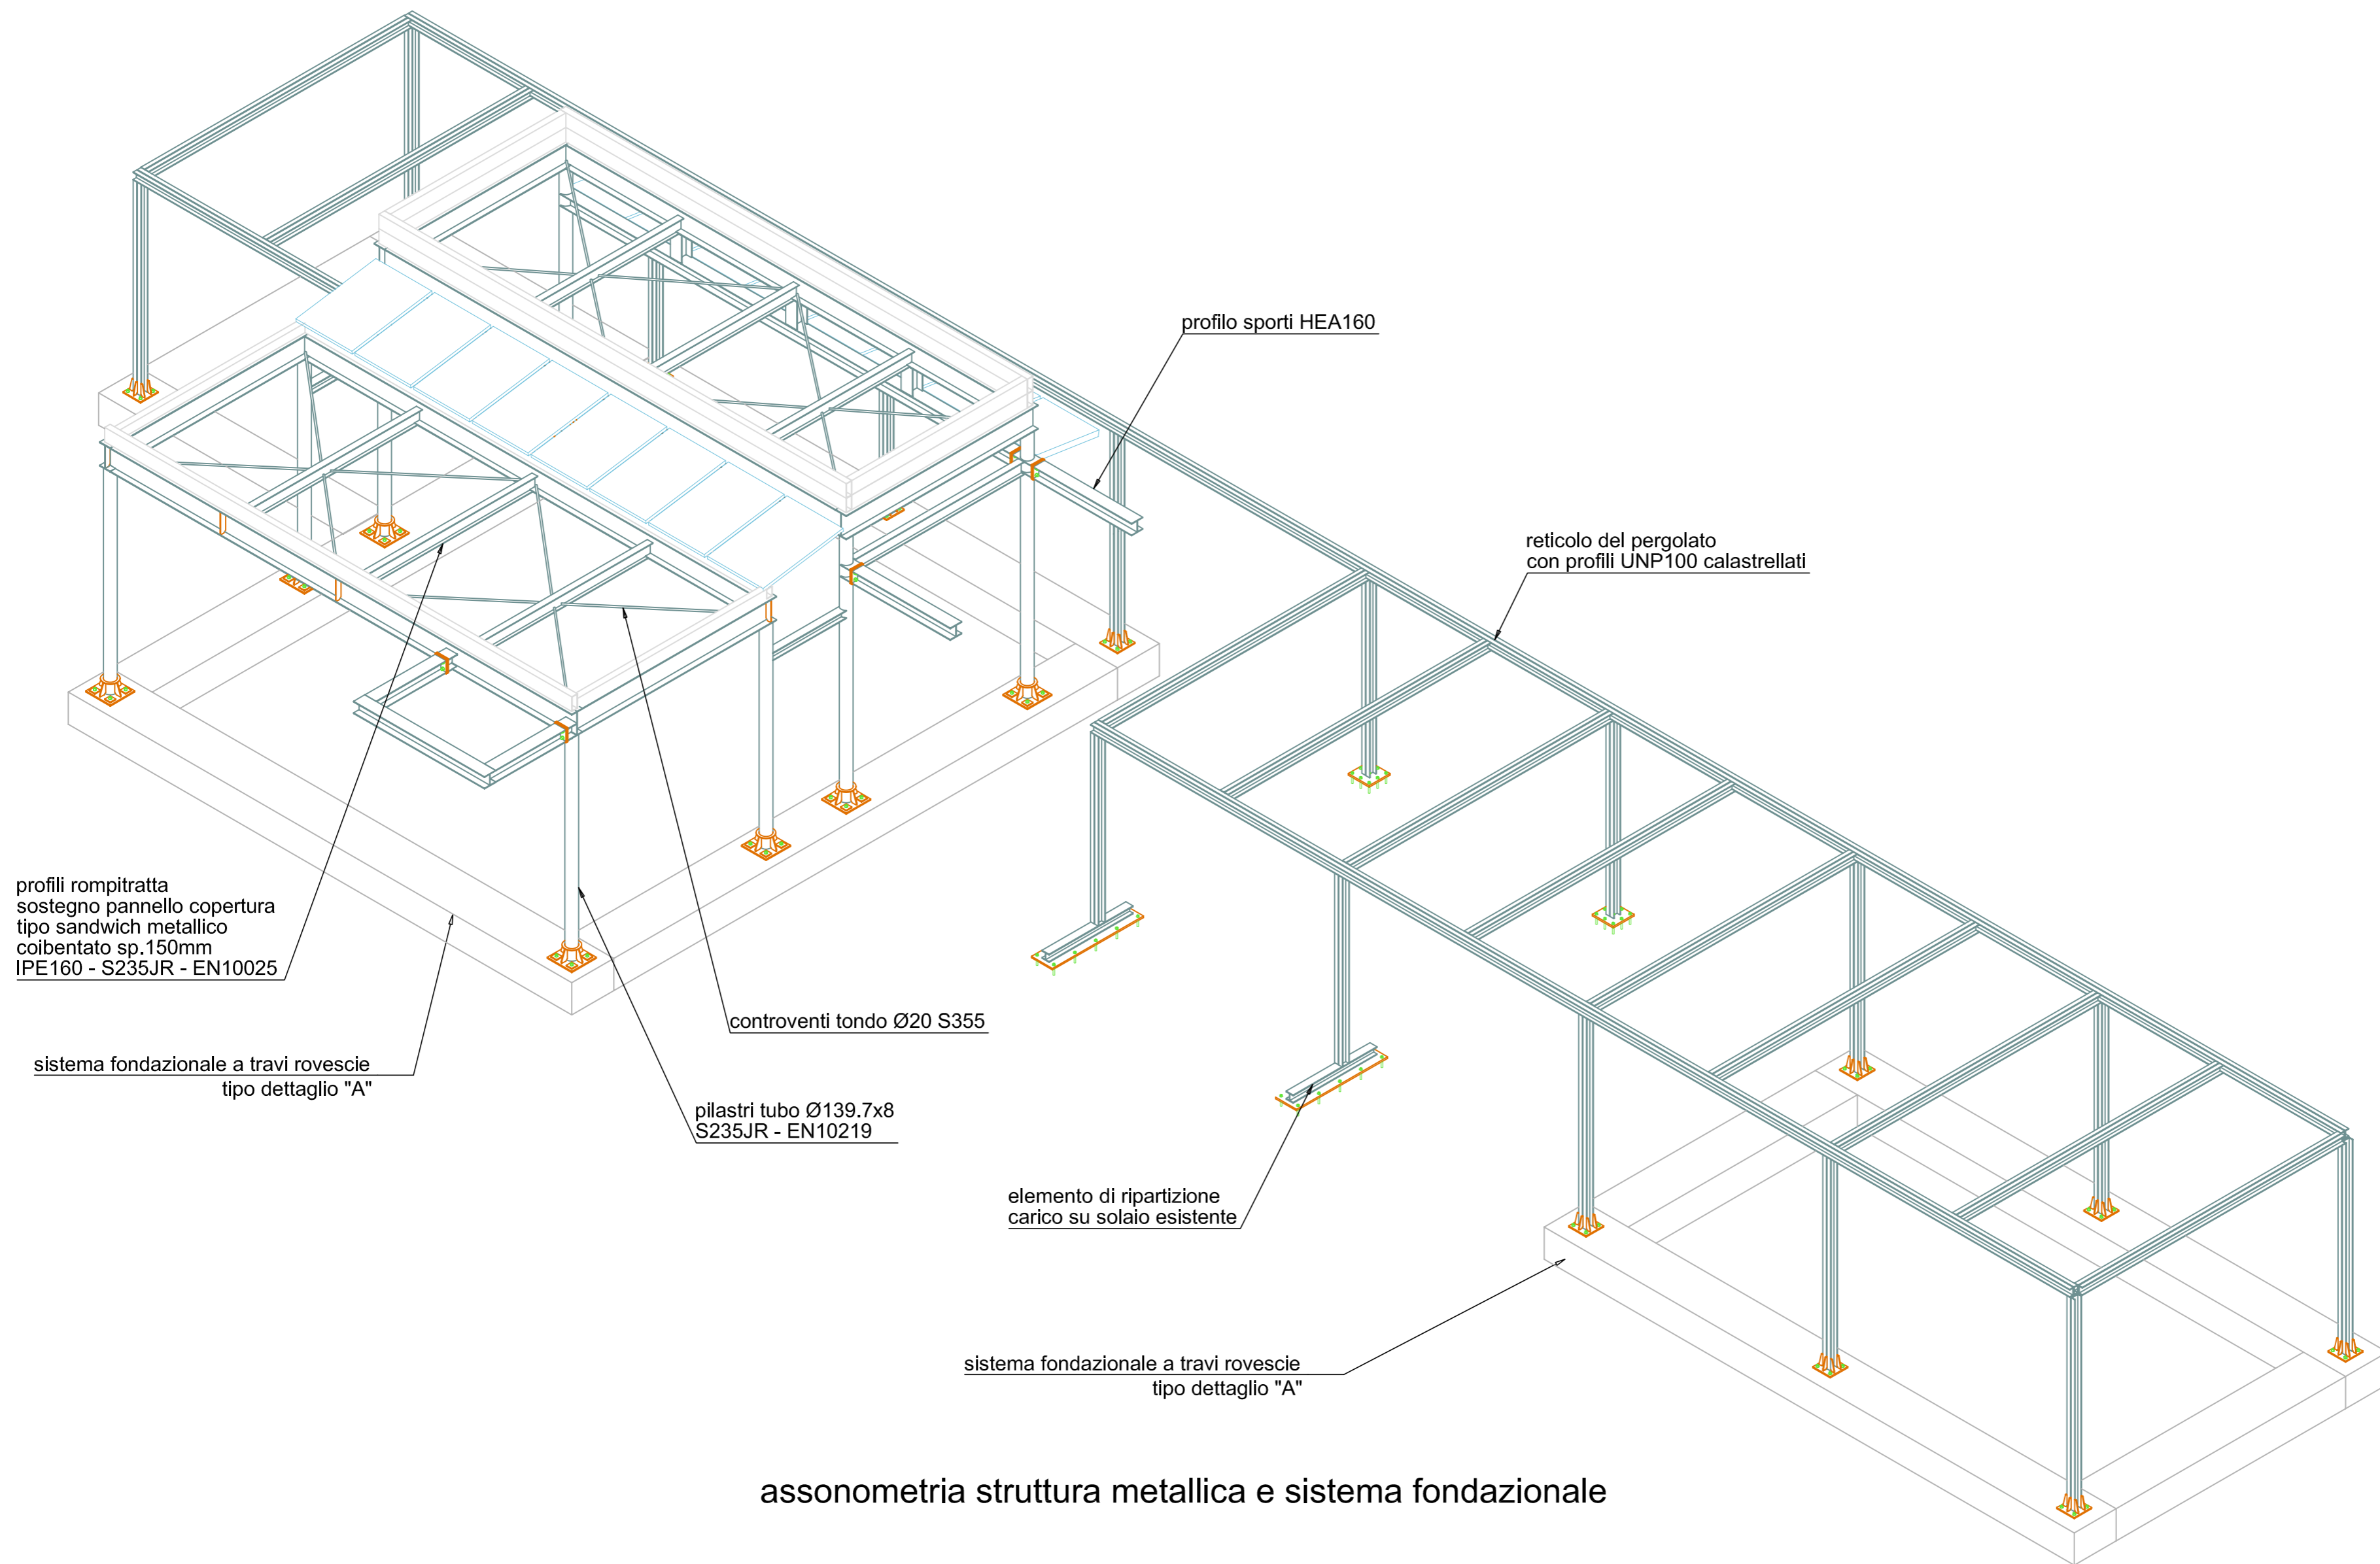 profilo sporti HEA160
reticolo del pergolato
con profili UNP100 calastrellati
profili rompitratta
sostegno pannello copertura
tipo sandwich metallico
coibentato sp.150mm
IPE160 - S235JR - EN10025
controventi tondo Ø20 S355
sistema fondazionale a travi rovescie
tipo dettaglio "A"
pilastri tubo Ø139.7x8
S235JR - EN10219
elemento di ripartizione
carico su solaio esistente
sistema fondazionale a travi rovescie
tipo dettaglio "A"
assonometria struttura metallica e sistema fondazionale